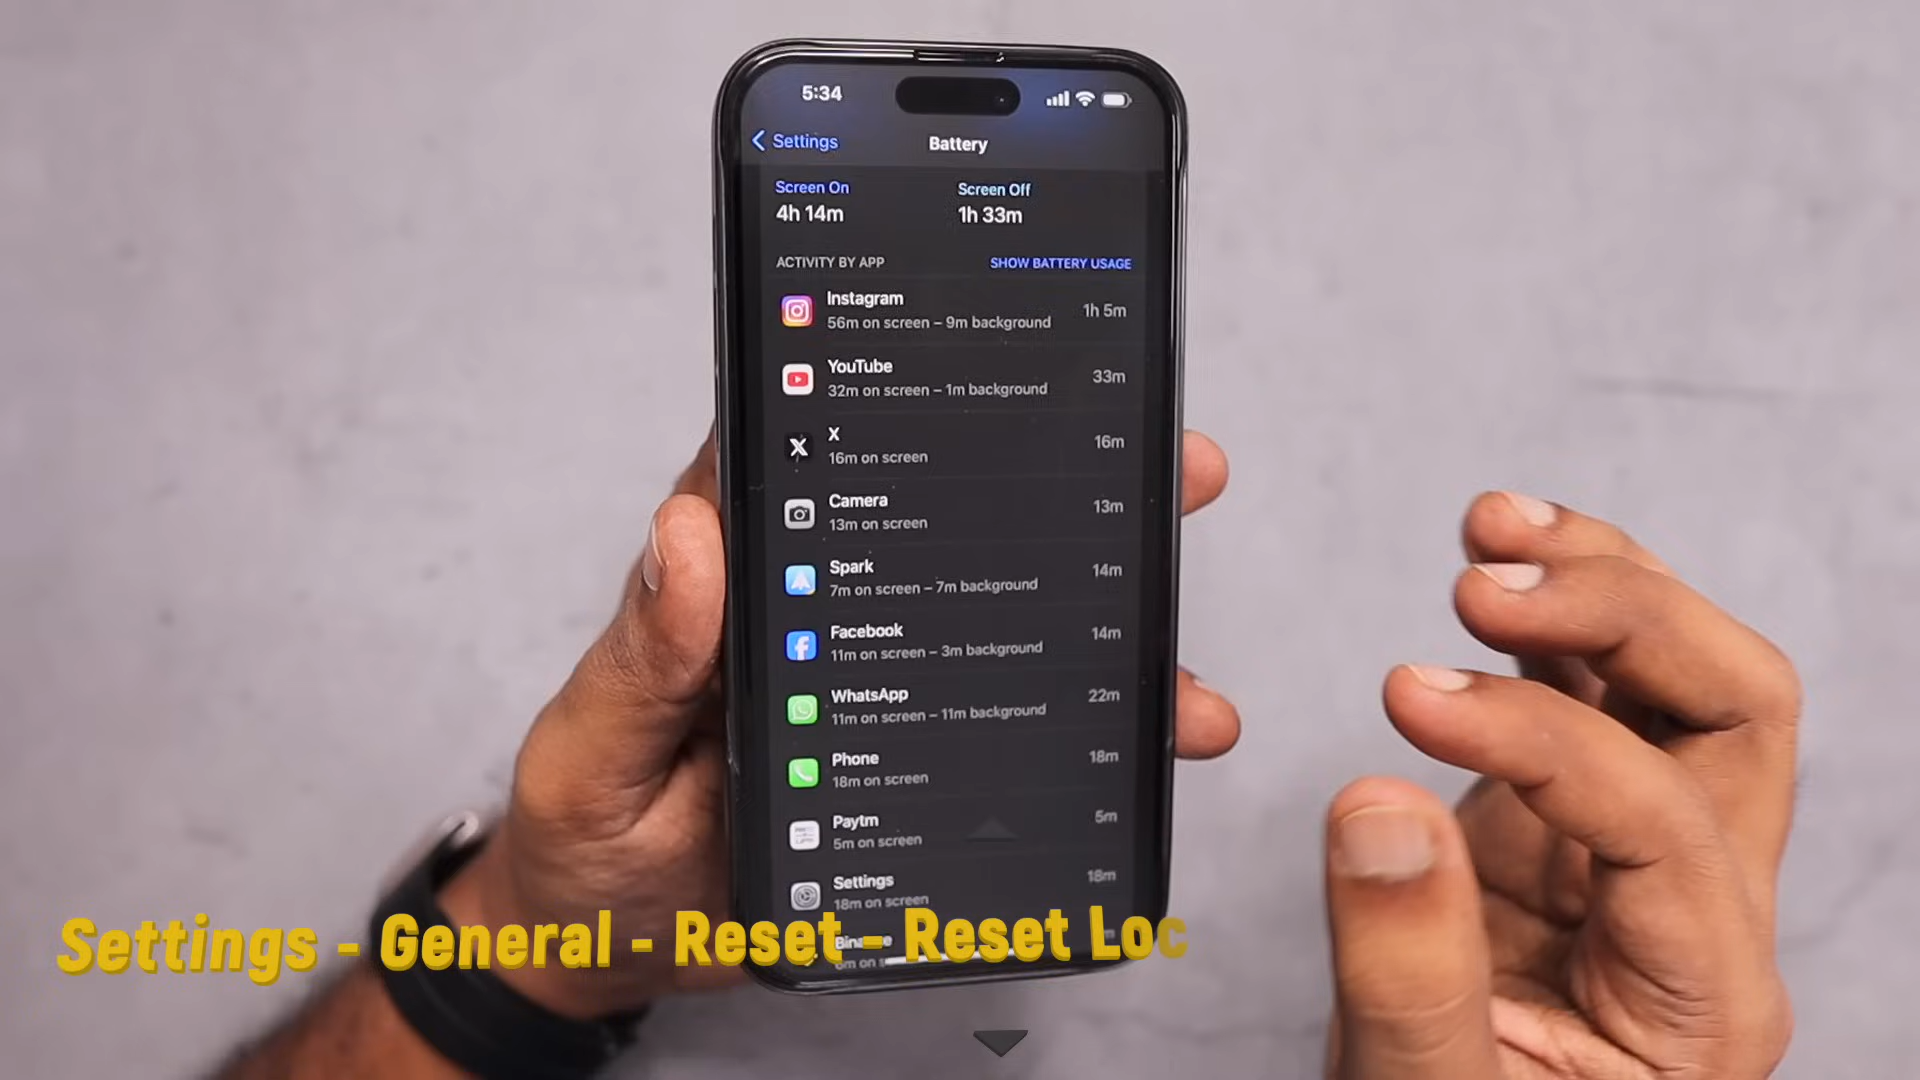 5:34
Settings
Battery
Screen On
Screen Off
4h 14m
1h 33m
ACTIVITY BY APP
SHOW BATTERY USAGE
Instagram
56m on screen – 9m background
1h 5m
YouTube
32m on screen – 1m background
33m
X
16m on screen
16m
Camera
13m on screen
13m
Spark
7m on screen – 7m background
14m
Facebook
11m on screen – 3m background
14m
WhatsApp
11m on screen – 11m background
22m
Phone
18m on screen
18m
Paytm
5m on screen
5m
Settings
18m on screen
18m
Settings - General - Reset - Reset Loc